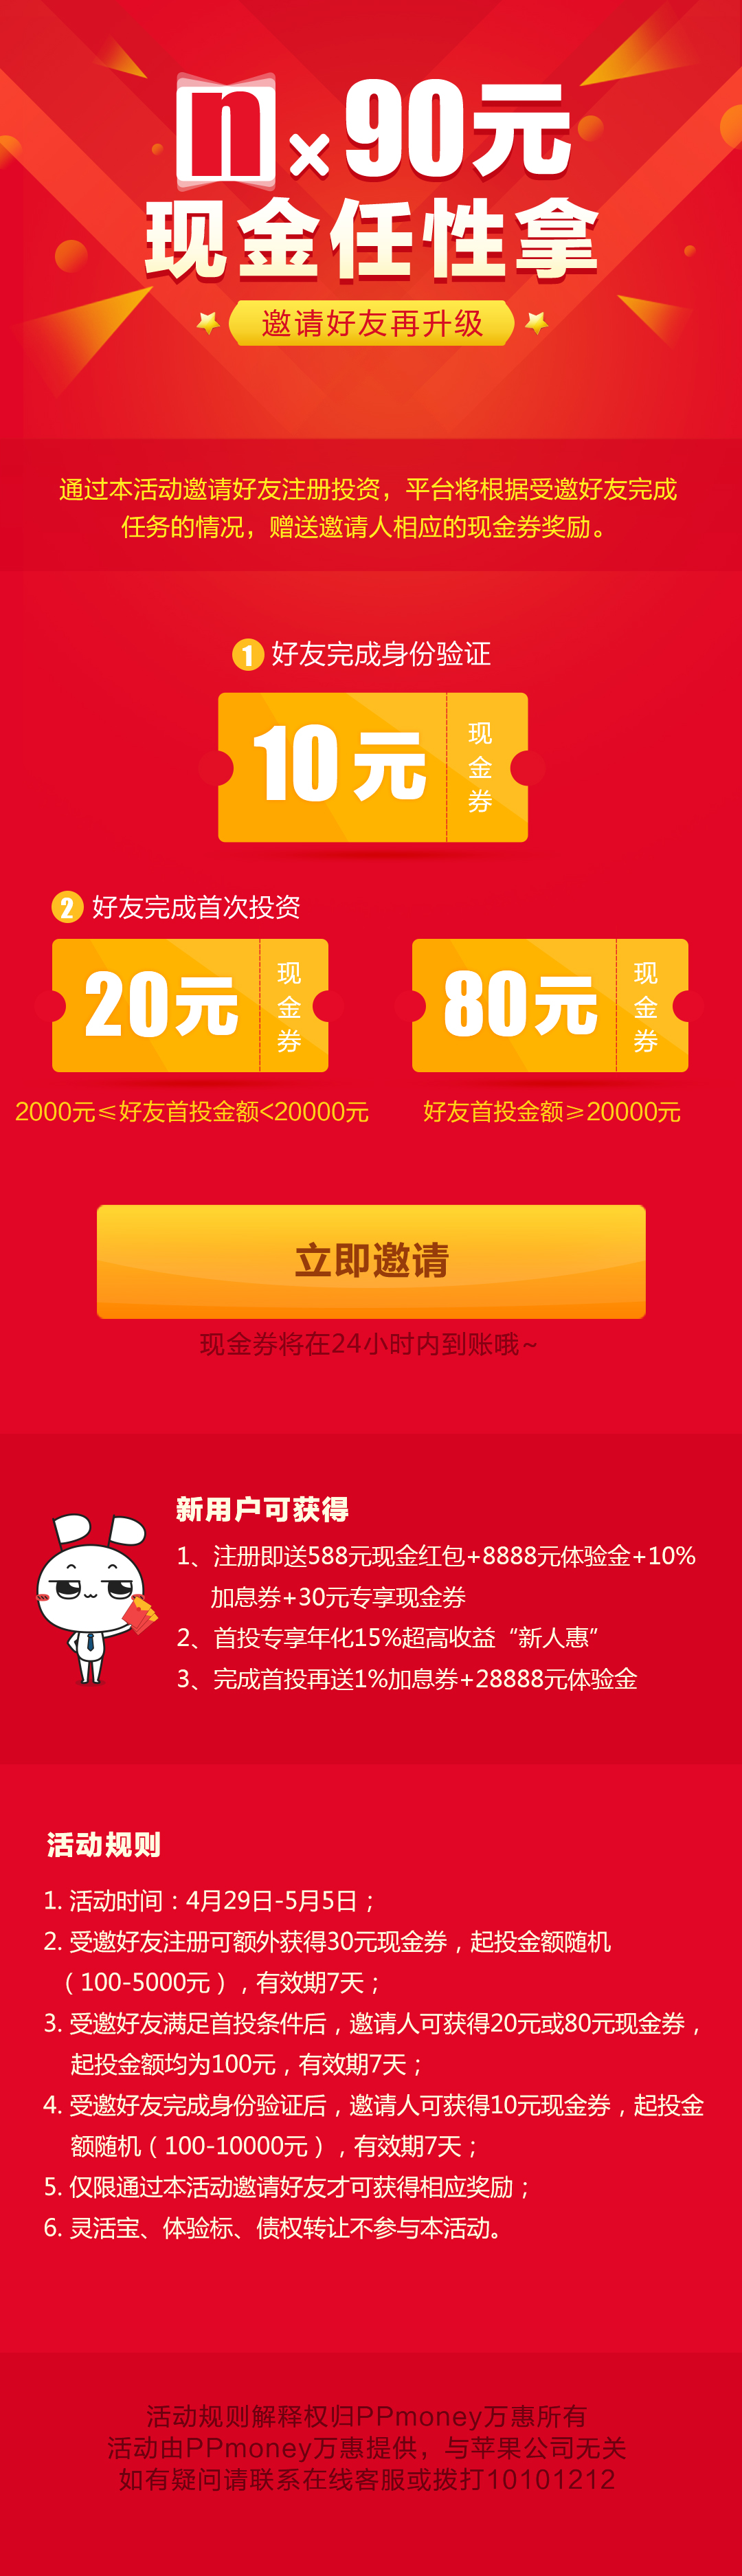 n×90元
现金任性拿
邀请好友再升级
通过本活动邀请好友注册投资，平台将根据受邀好友完成
任务的情况，赠送邀请人相应的现金券奖励。
1 好友完成身份验证
10元 现金券
2 好友完成首次投资
20元 现金券
80元 现金券
2000元≤好友首投金额<20000元
好友首投金额≥20000元
立即邀请
现金券将在24小时内到账哦~
新用户可获得
1、注册即送588元现金红包+8888元体验金+10%
加息券+30元专享现金券
2、首投专享年化15%超高收益“新人惠”
3、完成首投再送1%加息券+28888元体验金
活动规则
1. 活动时间：4月29日-5月5日；
2. 受邀好友注册可额外获得30元现金券，起投金额随机
（100-5000元），有效期7天；
3. 受邀好友满足首投条件后，邀请人可获得20元或80元现金券，
起投金额均为100元，有效期7天；
4. 受邀好友完成身份验证后，邀请人可获得10元现金券，起投金
额随机（100-10000元），有效期7天；
5. 仅限通过本活动邀请好友才可获得相应奖励；
6. 灵活宝、体验标、债权转让不参与本活动。
活动规则解释权归PPmoney万惠所有
活动由PPmoney万惠提供，与苹果公司无关
如有疑问请联系在线客服或拨打10101212